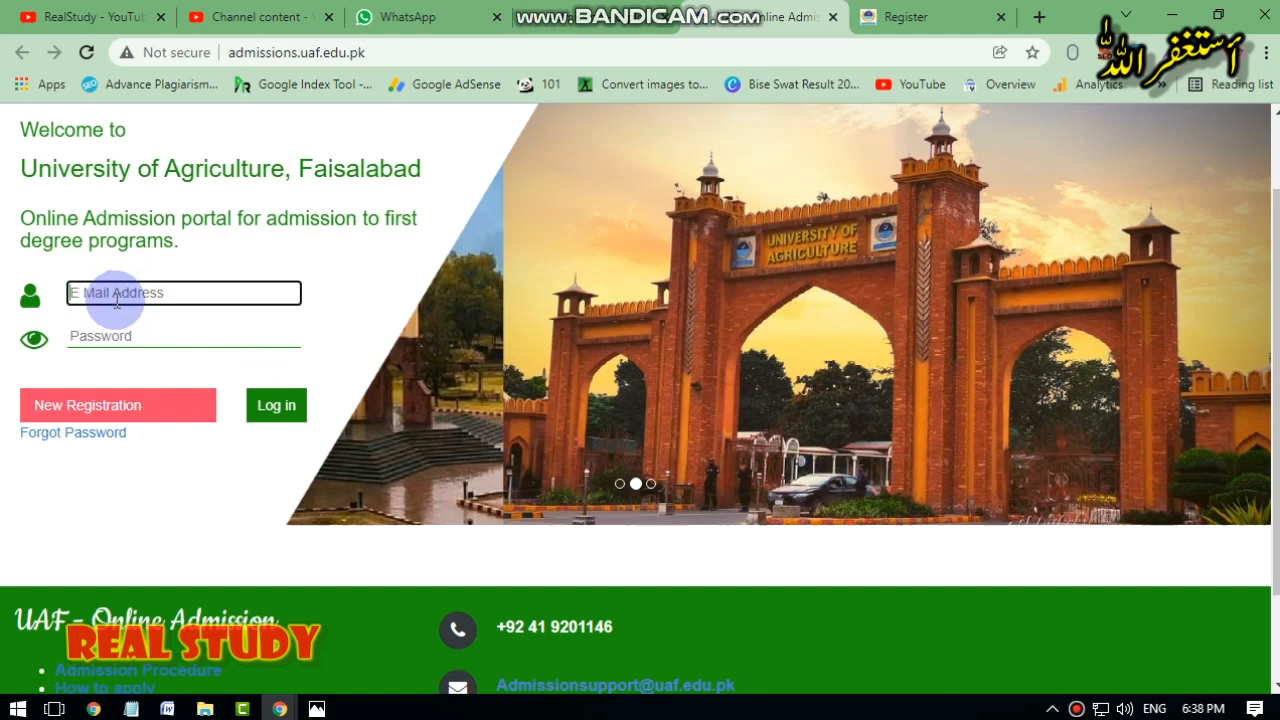 RealStudy - YouTub
Channel content -
WhatsApp
www.BANDICAM.com
nline Admis
Register
Not secure
admissions.uaf.edu.pk
أستغفر الله
Apps
Advance Plagiarism...
Google Index Tool -...
Google AdSense
101
Convert images to...
Bise Swat Result 20...
YouTube
Overview
Analytics
Reading list
Welcome to
University of Agriculture, Faisalabad
Online Admission portal for admission to first
degree programs.
E Mail Address
Password
New Registration
Log in
Forgot Password
UNIVERSITY OF
AGRICULTURE
UAF - Online Admission
REAL STUDY
Admission Procedure
How to apply
+92 41 9201146
Admissionsupport@uaf.edu.pk
ENG
6:38 PM